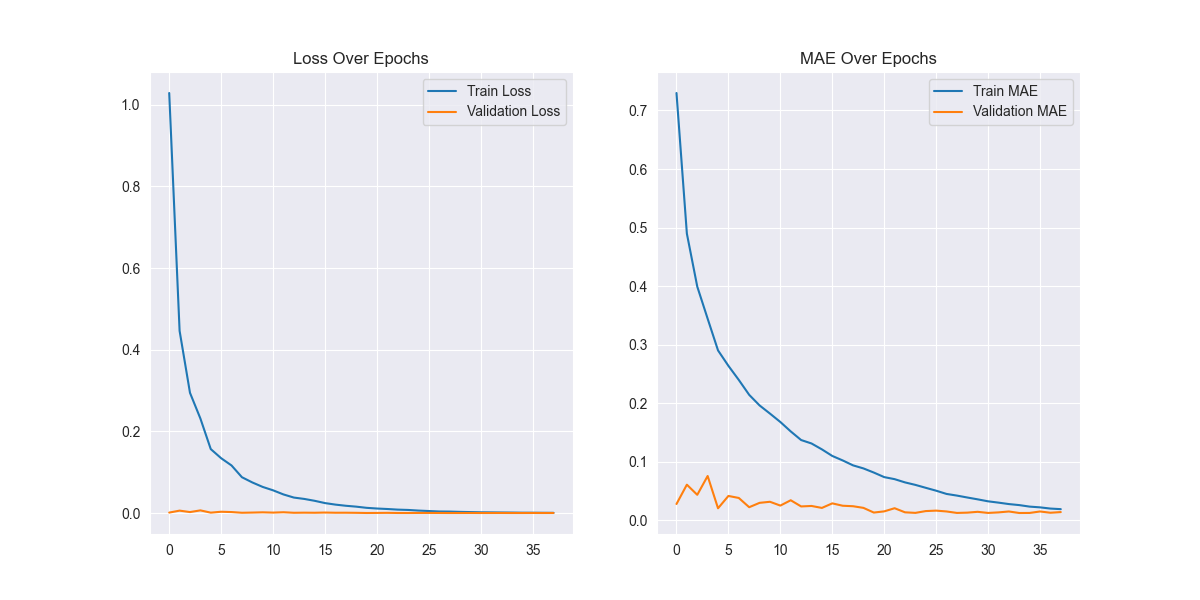 Loss Over Epochs
Train Loss
Validation Loss
1.0
0.8
0.6
0.4
0.2
0.0
0 5 10 15 20 25 30 35
MAE Over Epochs
Train MAE
Validation MAE
0.7
0.6
0.5
0.4
0.3
0.2
0.1
0.0
0 5 10 15 20 25 30 35